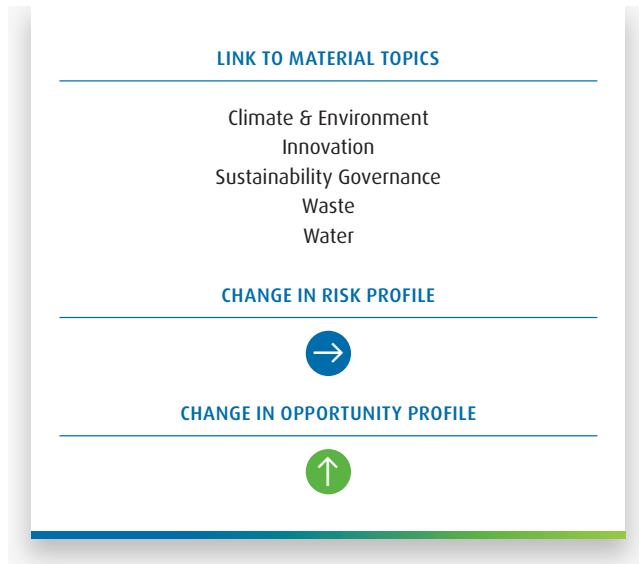 LINK TO MATERIAL TOPICS
Climate & Environment
Innovation
Sustainability Governance
Waste
Water
CHANGE IN RISK PROFILE
CHANGE IN OPPORTUNITY PROFILE